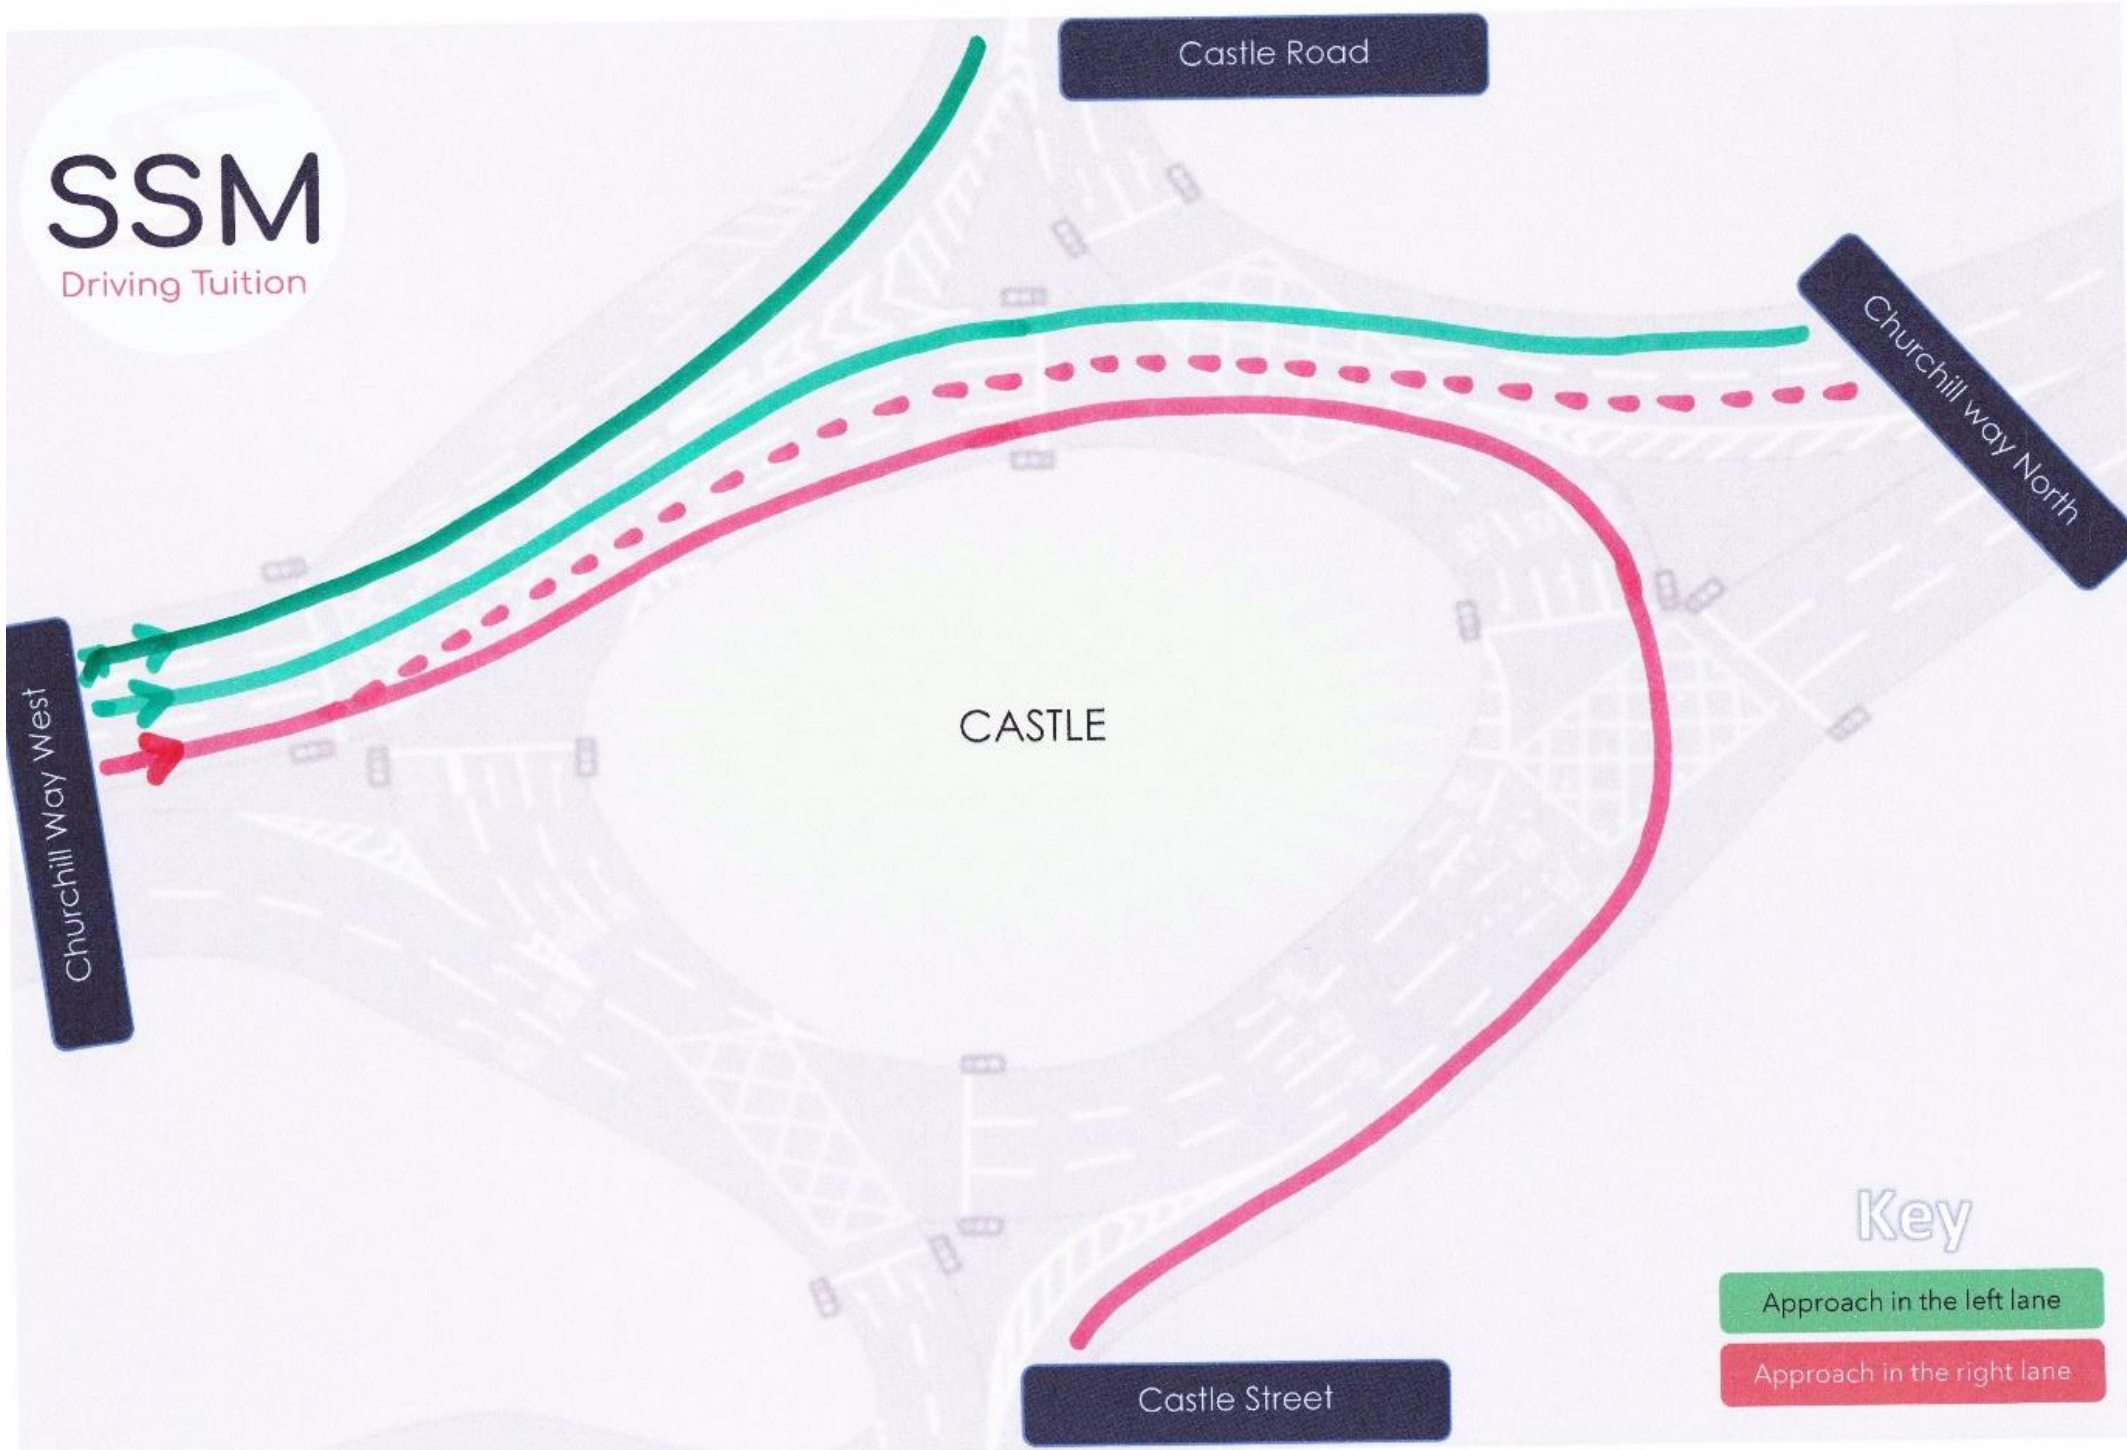 Castle Road
SSM
Driving Tuition
Churchill way North
Churchill Way West
CASTLE
Key
Approach in the left lane
Approach in the right lane
Castle Street